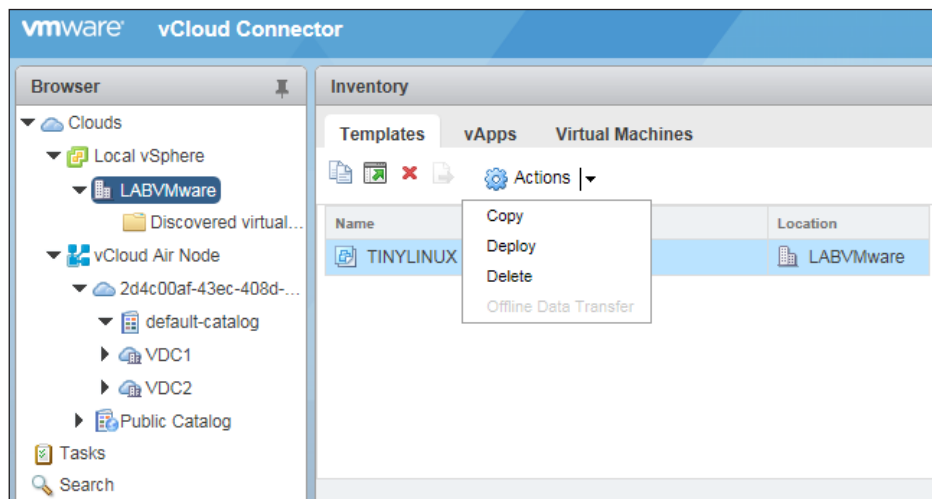 vmware vCloud Connector
Browser
Clouds
Local vSphere
LABVMware
Discovered virtual...
vCloud Air Node
2d4c00af-43ec-408d-...
default-catalog
VDC1
VDC2
Public Catalog
Tasks
Search
Inventory
Templates vApps Virtual Machines
Actions
Copy
Deploy
Delete
Offline Data Transfer
Name Location
TINYLINUX LABVMware